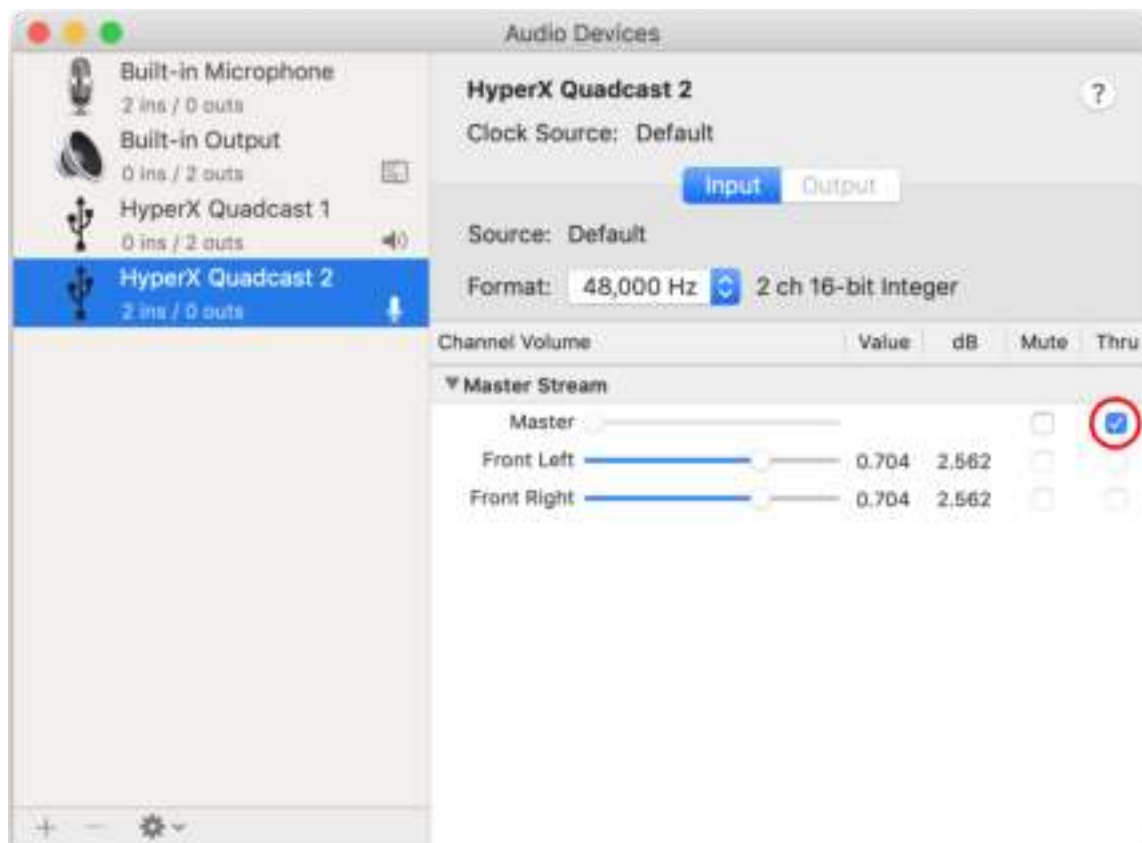 Audio Devices
Built-in Microphone
2 ins / 0 outs
Built-in Output
0 ins / 2 outs
HyperX Quadcast 1
0 ins / 2 outs
HyperX Quadcast 2
2 ins / 0 outs
HyperX Quadcast 2
?
Clock Source: Default
Input Output
Source: Default
Format: 48,000 Hz 2 ch 16-bit Integer
Channel Volume Value dB Mute Thru
Master Stream
Master
Front Left 0.704 2.562
Front Right 0.704 2.562